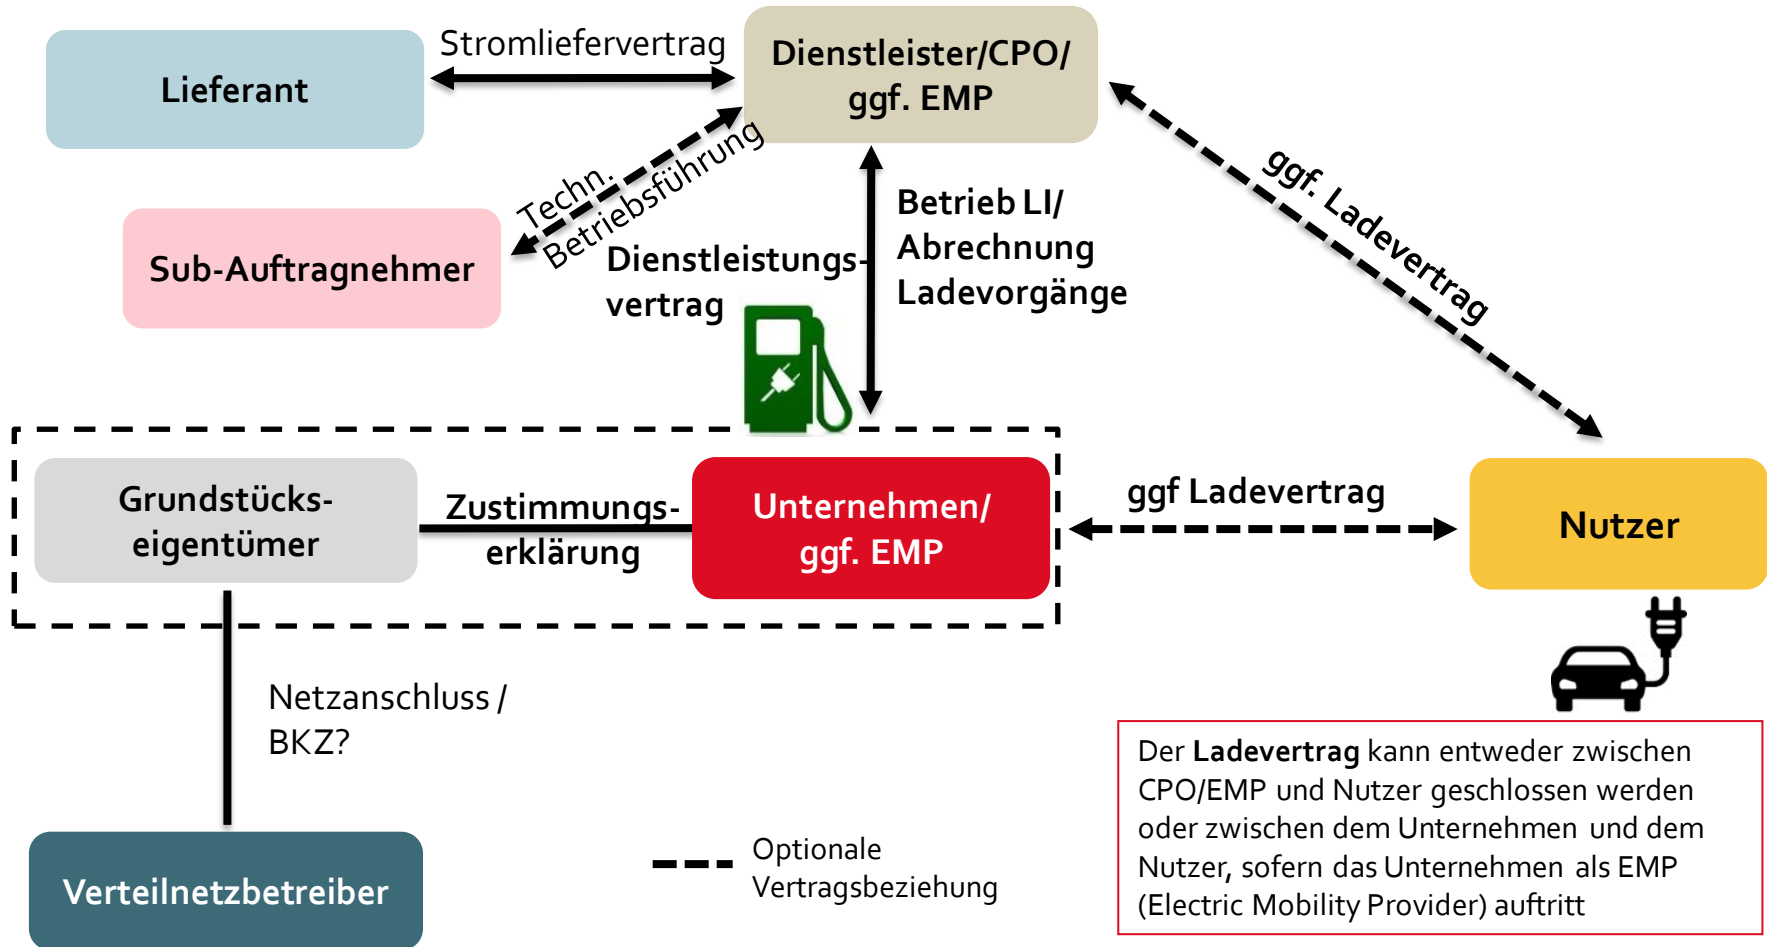 Lieferant
Stromliefervertrag
Dienstleister/CPO/
ggf. EMP
Techn.
Betriebsführung
Sub-Auftragnehmer
Dienstleistungs-
vertrag
Betrieb LI/
Abrechnung
Ladevorgänge
ggf. Ladevertrag
Grundstücks-
eigentümer
Zustimmungs-
erklärung
Unternehmen/
ggf. EMP
ggf Ladevertrag
Nutzer
Netzanschluss /
BKZ?
Verteilnetzbetreiber
Optionale
Vertragsbeziehung
Der Ladevertrag kann entweder zwischen
CPO/EMP und Nutzer geschlossen werden
oder zwischen dem Unternehmen und dem
Nutzer, sofern das Unternehmen als EMP
(Electric Mobility Provider) auftritt